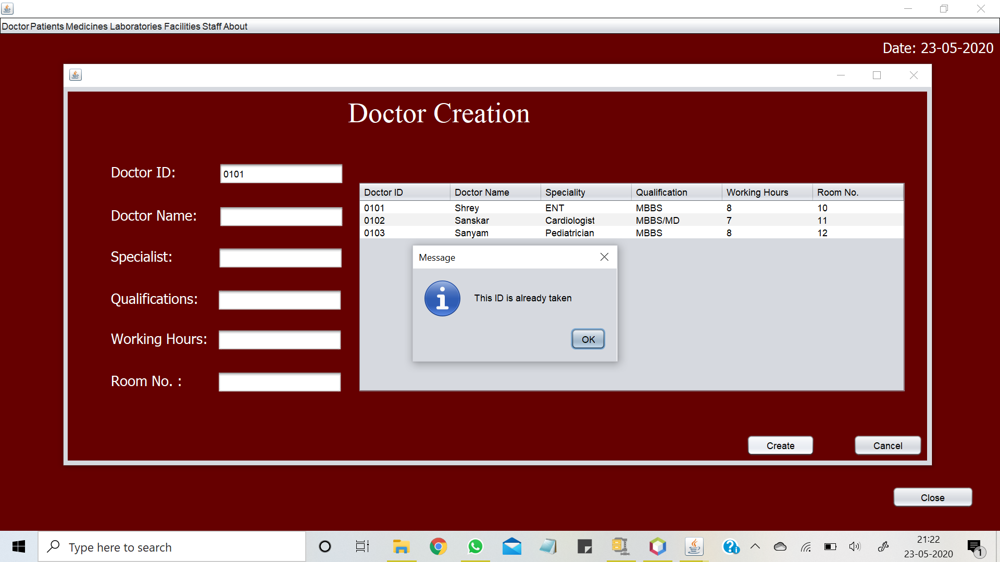 Doctor Patients Medicines Laboratories Facilities Staff About
Date: 23-05-2020
Doctor Creation
Doctor ID: 0101
Doctor Name:
Specialist:
Qualifications:
Working Hours:
Room No. :
Doctor ID Doctor Name Speciality Qualification Working Hours Room No.
0101 Shrey ENT MBBS 8 10
0102 Sanskar Cardiologist MBBS/MD 7 11
0103 Sanyam Pediatrician MBBS 8 12
Message
This ID is already taken
OK
Create Cancel
Close
Type here to search
21:22
23-05-2020
1